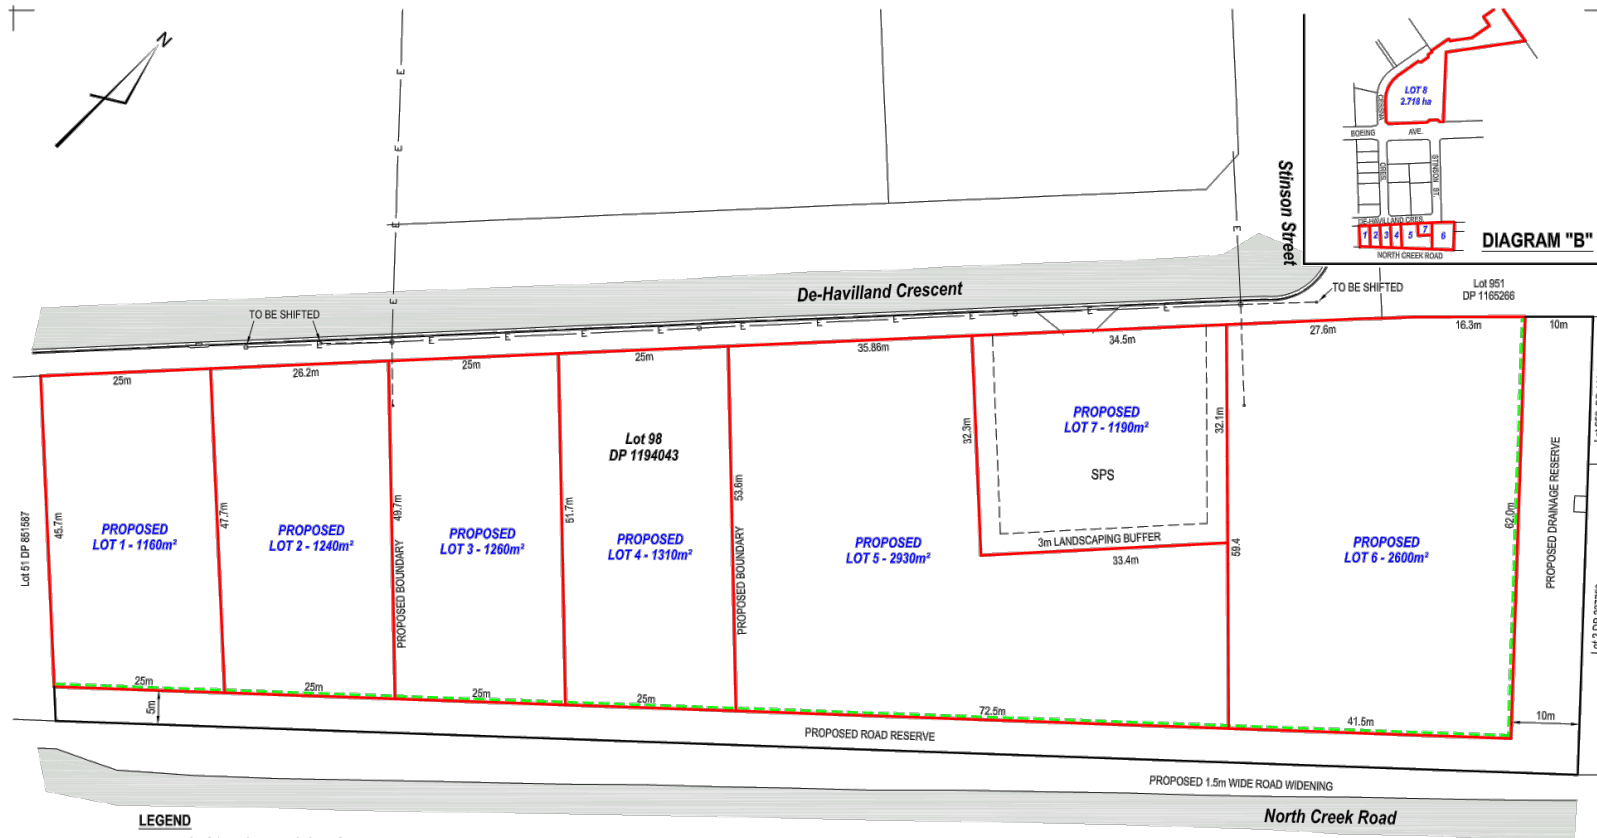 N
E
E
E
E
Stinson Street
E
E
LOT 8
2.718 ha
CESSNA
BOEING
AVE.
CRES.
STINSON ST.
DE-HAVILLAND CRES.
1 2 3 4 5 7 6
NORTH CREEK ROAD
DIAGRAM "B"
De-Havilland Crescent
TO BE SHIFTED
TO BE SHIFTED
Lot 951
DP 1165266
E E E E E E E E E E E
25m
26.2m
25m
25m
35.86m
34.5m
27.6m
16.3m
10m
Lot 51 DP 851587
45.7m
47.7m
49.7m
51.7m
53.6m
32.3m
32.1m
59.4
62.0m
PROPOSED
LOT 1 - 1160m²
PROPOSED
LOT 2 - 1240m²
PROPOSED BOUNDARY
PROPOSED
LOT 3 - 1260m²
Lot 98
DP 1194043
PROPOSED
LOT 4 - 1310m²
PROPOSED BOUNDARY
PROPOSED
LOT 5 - 2930m²
PROPOSED
LOT 7 - 1190m²
SPS
3m LANDSCAPING BUFFER
33.4m
PROPOSED
LOT 6 - 2600m²
PROPOSED DRAINAGE RESERVE
25m
25m
25m
25m
72.5m
41.5m
10m
5m
PROPOSED ROAD RESERVE
PROPOSED 1.5m WIDE ROAD WIDENING
North Creek Road
LEGEND